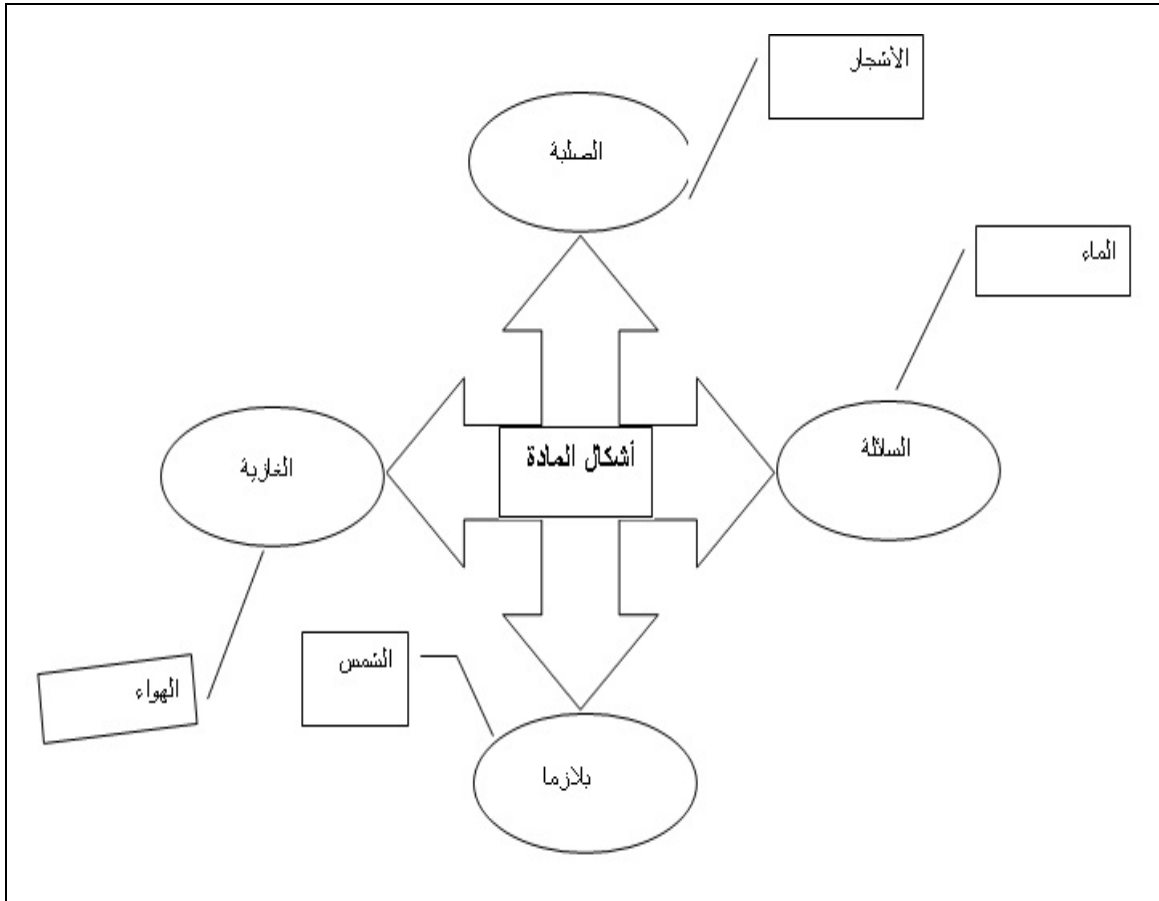 الأشجار
الصلبة
الماء
أشكال المادة
السائلة
الغازية
الشمس
الهواء
بلازما